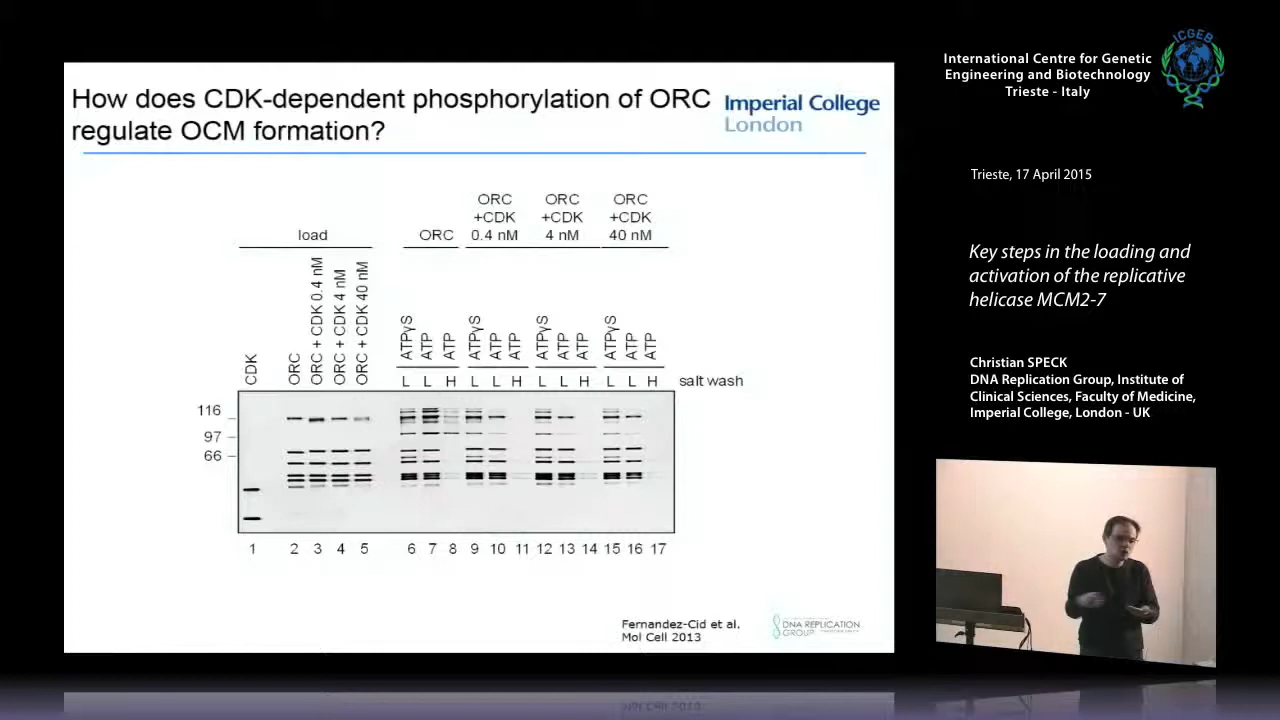 How does CDK-dependent phosphorylation of ORC
regulate OCM formation?
Imperial College
London
load
ORC
ORC
+CDK
0.4 nM
ORC
+CDK
4 nM
ORC
+CDK
40 nM
CDK
ORC
ORC + CDK 0.4 nM
ORC + CDK 4 nM
ORC + CDK 40 nM
ATPγS ATP ATP ATPγS ATP ATP ATPγS ATP ATP ATPγS ATP ATP
L L H L L H L L H L L H salt wash
116
97
66
1 2 3 4 5 6 7 8 9 10 11 12 13 14 15 16 17
Fernandez-Cid et al.
Mol Cell 2013
DNA REPLICATION
GROUP
ICGEB
International Centre for Genetic
Engineering and Biotechnology
Trieste - Italy
Trieste, 17 April 2015
Key steps in the loading and
activation of the replicative
helicase MCM2-7
Christian SPECK
DNA Replication Group, Institute of
Clinical Sciences, Faculty of Medicine,
Imperial College, London - UK